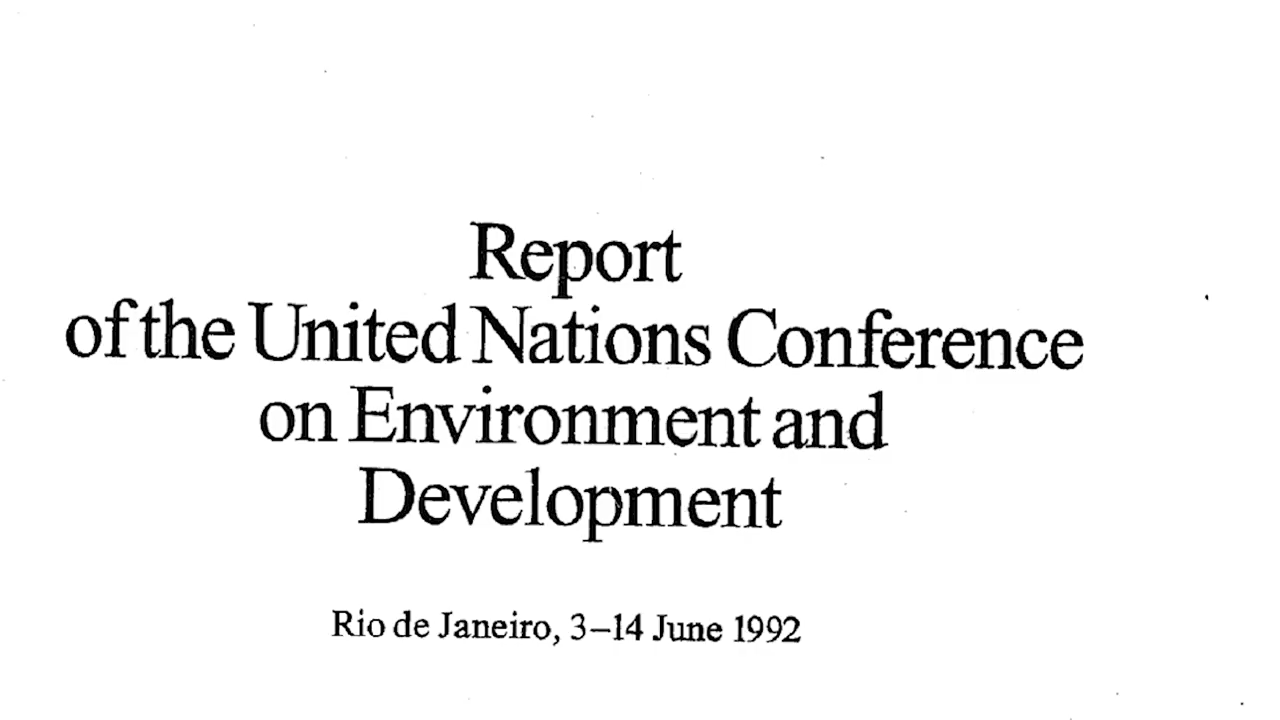 Report
of the United Nations Conference
on Environment and
Development
Rio de Janeiro, 3–14 June 1992